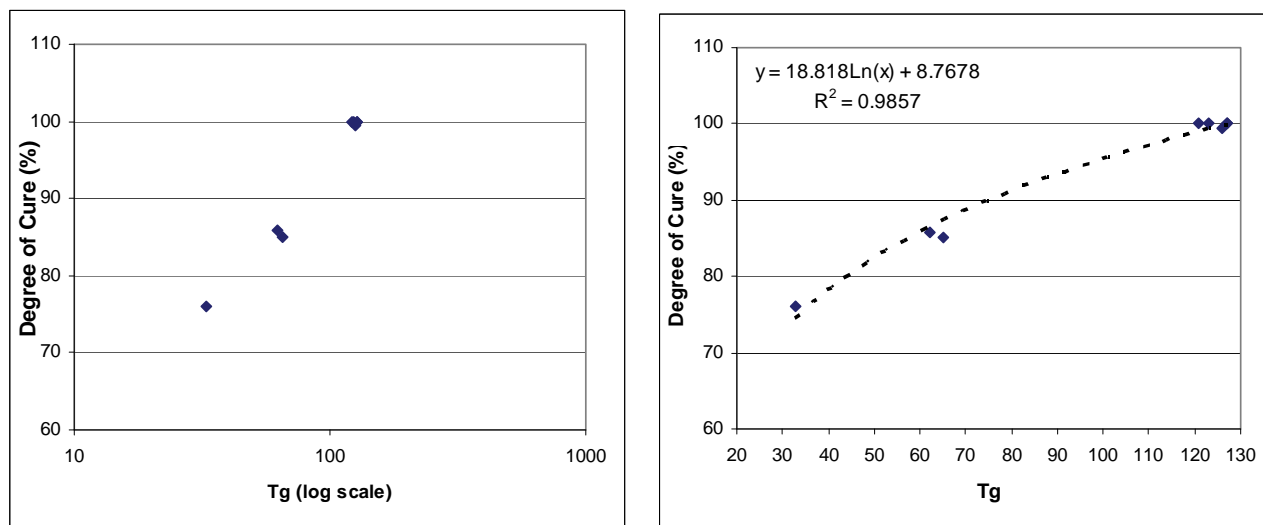 110
100
90
80
70
60
Degree of Cure (%)
10
100
1000
Tg (log scale)
110
100
90
80
70
60
Degree of Cure (%)
y = 18.818Ln(x) + 8.7678
R² = 0.9857
20 30 40 50 60 70 80 90 100 110 120 130
Tg